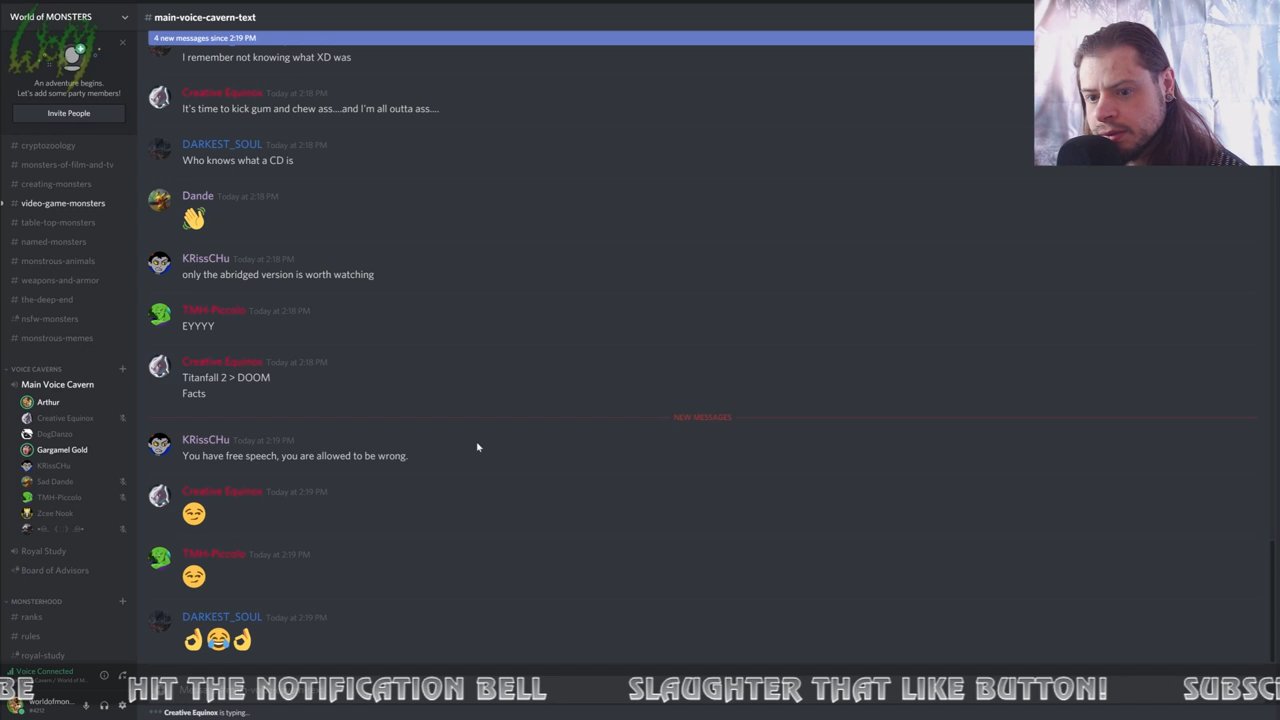 World of MONSTERS
# main-voice-cavern-text
4 new messages since 2:19 PM
An adventure begins.
Let's add some party members!
Invite People
# cryptozoology
# monsters-of-film-and-tv
# creating-monsters
# video-game-monsters
# table-top-monsters
# named-monsters
# monstrous-animals
# weapons-and-armor
# the-deep-end
# nsfw-monsters
# monstrous-memes
VOICE CAVERNS
Main Voice Cavern
Arthur
Creative Equinox
DogDanzo
Gargamel Gold
KRissCHu
Sad Dande
TMH-Piccolo
Zcee Nook
Royal Study
Board of Advisors
MONSTERHOOD
# ranks
# rules
royal-study
Voice Connected
Cavern / World of M...
worldofmon...
#4212
I remember not knowing what XD was
Creative Equinox Today at 2:18 PM
It's time to kick gum and chew ass....and I'm all outta ass....
DARKEST_SOUL Today at 2:18 PM
Who knows what a CD is
Dande Today at 2:18 PM
👋
KRissCHu Today at 2:18 PM
only the abridged version is worth watching
TMH-Piccolo Today at 2:18 PM
EYYYY
Creative Equinox Today at 2:18 PM
Titanfall 2 > DOOM
Facts
NEW MESSAGES
KRissCHu Today at 2:19 PM
You have free speech, you are allowed to be wrong.
Creative Equinox Today at 2:19 PM
😏
TMH-Piccolo Today at 2:19 PM
😏
DARKEST_SOUL Today at 2:19 PM
👌😂👌
BE HIT THE NOTIFICATION BELL SLAUGHTER THAT LIKE BUTTON! SUBSC
Creative Equinox is typing...